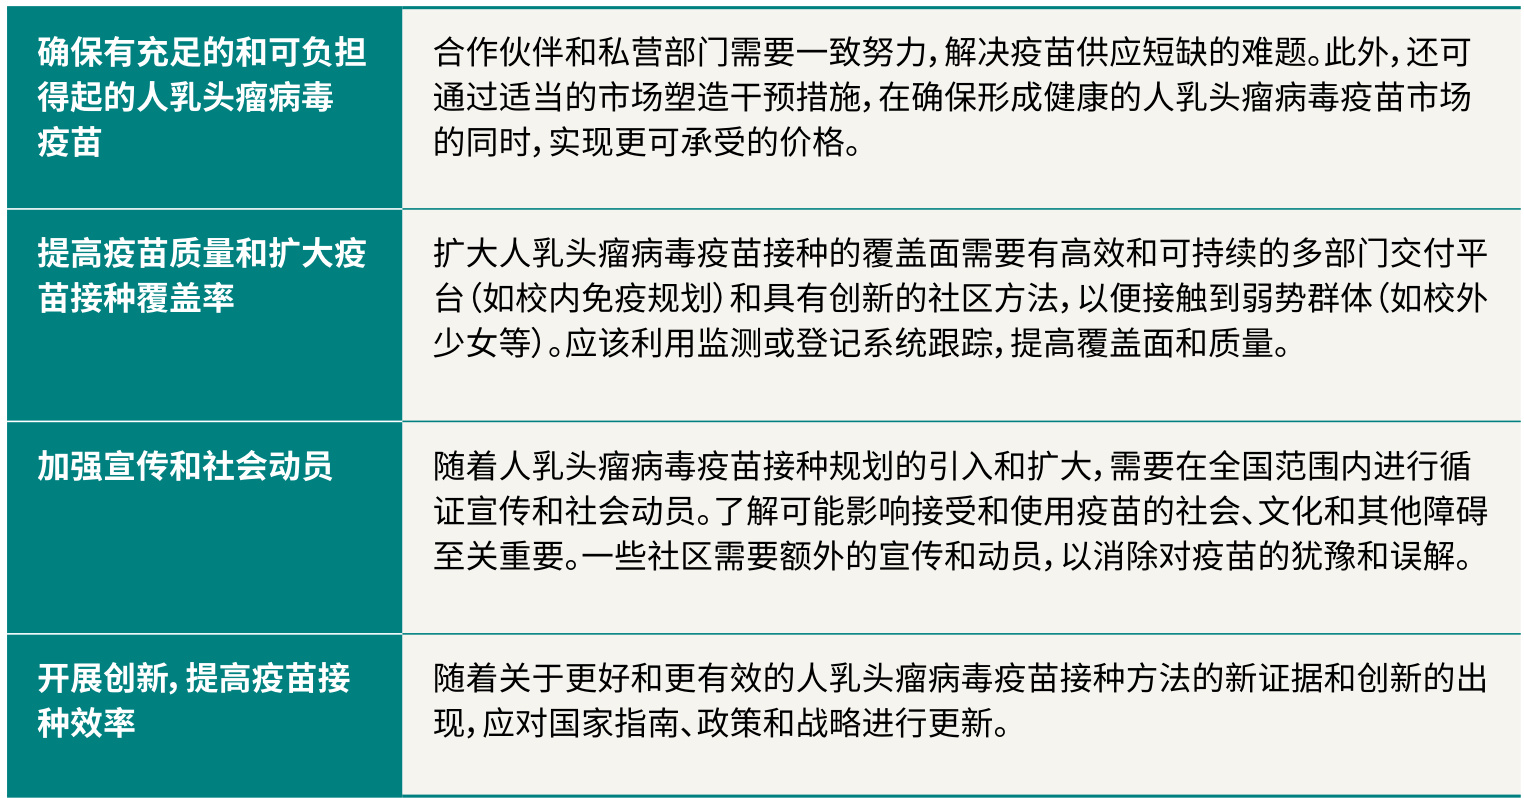 确保有充足的和可负担
得起的人乳头瘤病毒
疫苗
合作伙伴和私营部门需要一致努力，解决疫苗供应短缺的难题。此外，还可
通过适当的市场塑造干预措施，在确保形成健康的人乳头瘤病毒疫苗市场
的同时，实现更可承受的价格。
提高疫苗质量和扩大疫
苗接种覆盖率
扩大人乳头瘤病毒疫苗接种的覆盖面需要有高效和可持续的多部门交付平
台（如校内免疫规划）和具有创新的社区方法，以便接触到弱势群体（如校外
少女等）。应该利用监测或登记系统跟踪，提高覆盖面和质量。
加强宣传和社会动员
随着人乳头瘤病毒疫苗接种规划的引入和扩大，需要在全国范围内进行循
证宣传和社会动员。了解可能影响接受和使用疫苗的社会、文化和其他障碍
至关重要。一些社区需要额外的宣传和动员，以消除对疫苗的犹豫和误解。
开展创新，提高疫苗接
种效率
随着关于更好和更有效的人乳头瘤病毒疫苗接种方法的新证据和创新的出
现，应对国家指南、政策和战略进行更新。